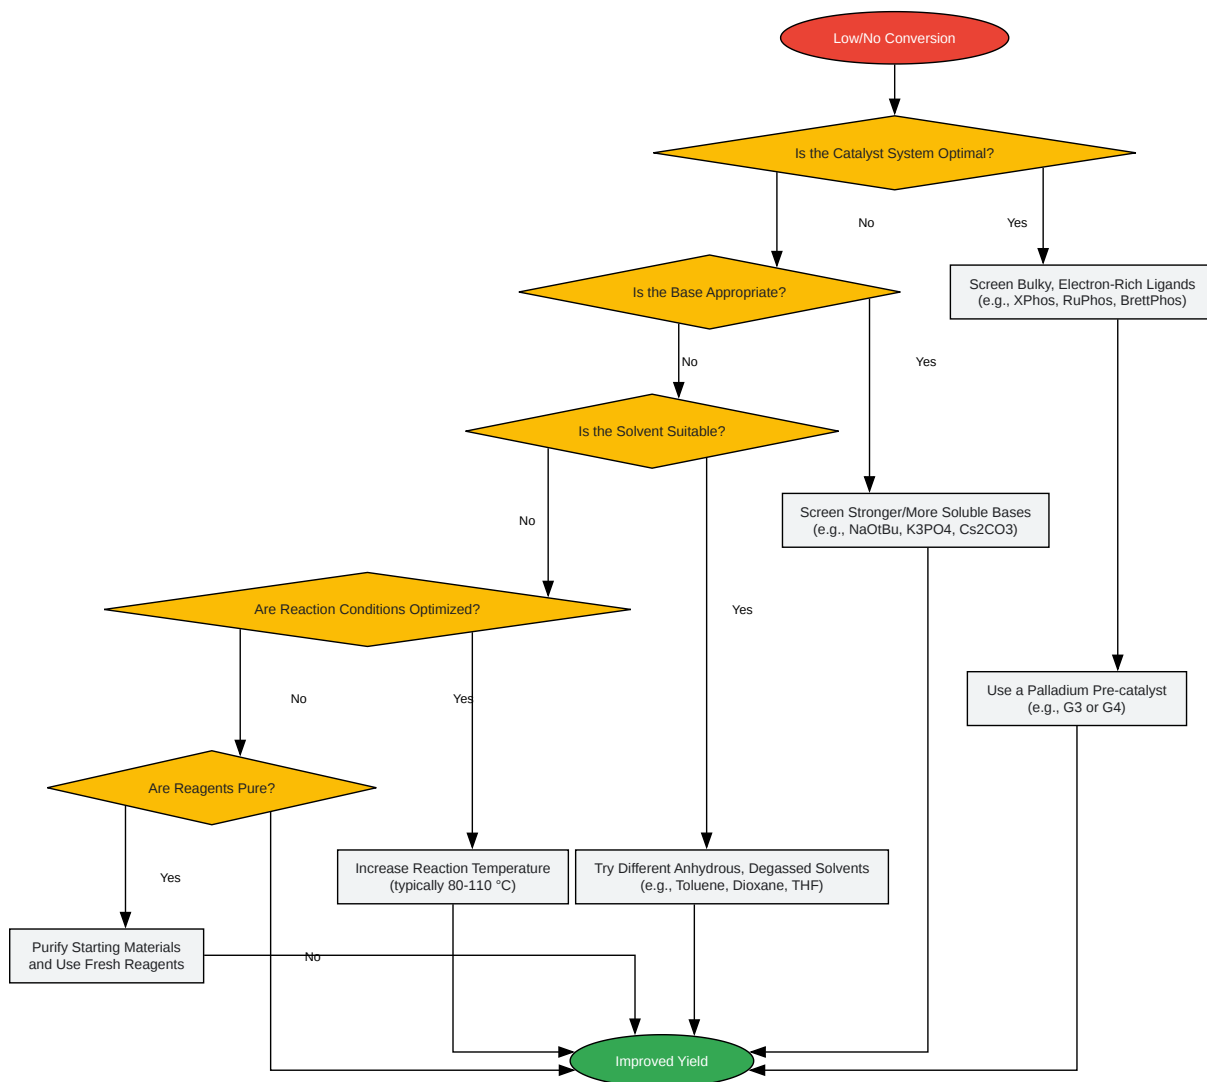 Low/No Conversion
Is the Catalyst System Optimal?
No
Yes
Screen Bulky, Electron-Rich Ligands
(e.g., XPhos, RuPhos, BrettPhos)
Is the Base Appropriate?
No
Yes
Is the Solvent Suitable?
No
Yes
Screen Stronger/More Soluble Bases
(e.g., NaOtBu, K3PO4, Cs2CO3)
Are Reaction Conditions Optimized?
No
Yes
Use a Palladium Pre-catalyst
(e.g., G3 or G4)
Are Reagents Pure?
Yes
No
Increase Reaction Temperature
(typically 80-110 °C)
Try Different Anhydrous, Degassed Solvents
(e.g., Toluene, Dioxane, THF)
Purify Starting Materials
and Use Fresh Reagents
Improved Yield